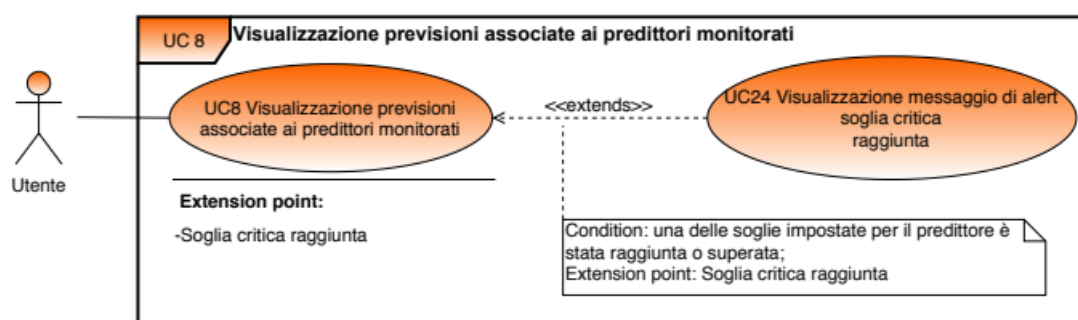 UC 8
Visualizzazione previsioni associate ai predittori monitorati
UC8 Visualizzazione previsioni
associate ai predittori monitorati
<<extends>>
UC24 Visualizzazione messaggio di alert
soglia critica
raggiunta
Utente
Extension point:
-Soglia critica raggiunta
Condition: una delle soglie impostate per il predittore è
stata raggiunta o superata;
Extension point: Soglia critica raggiunta